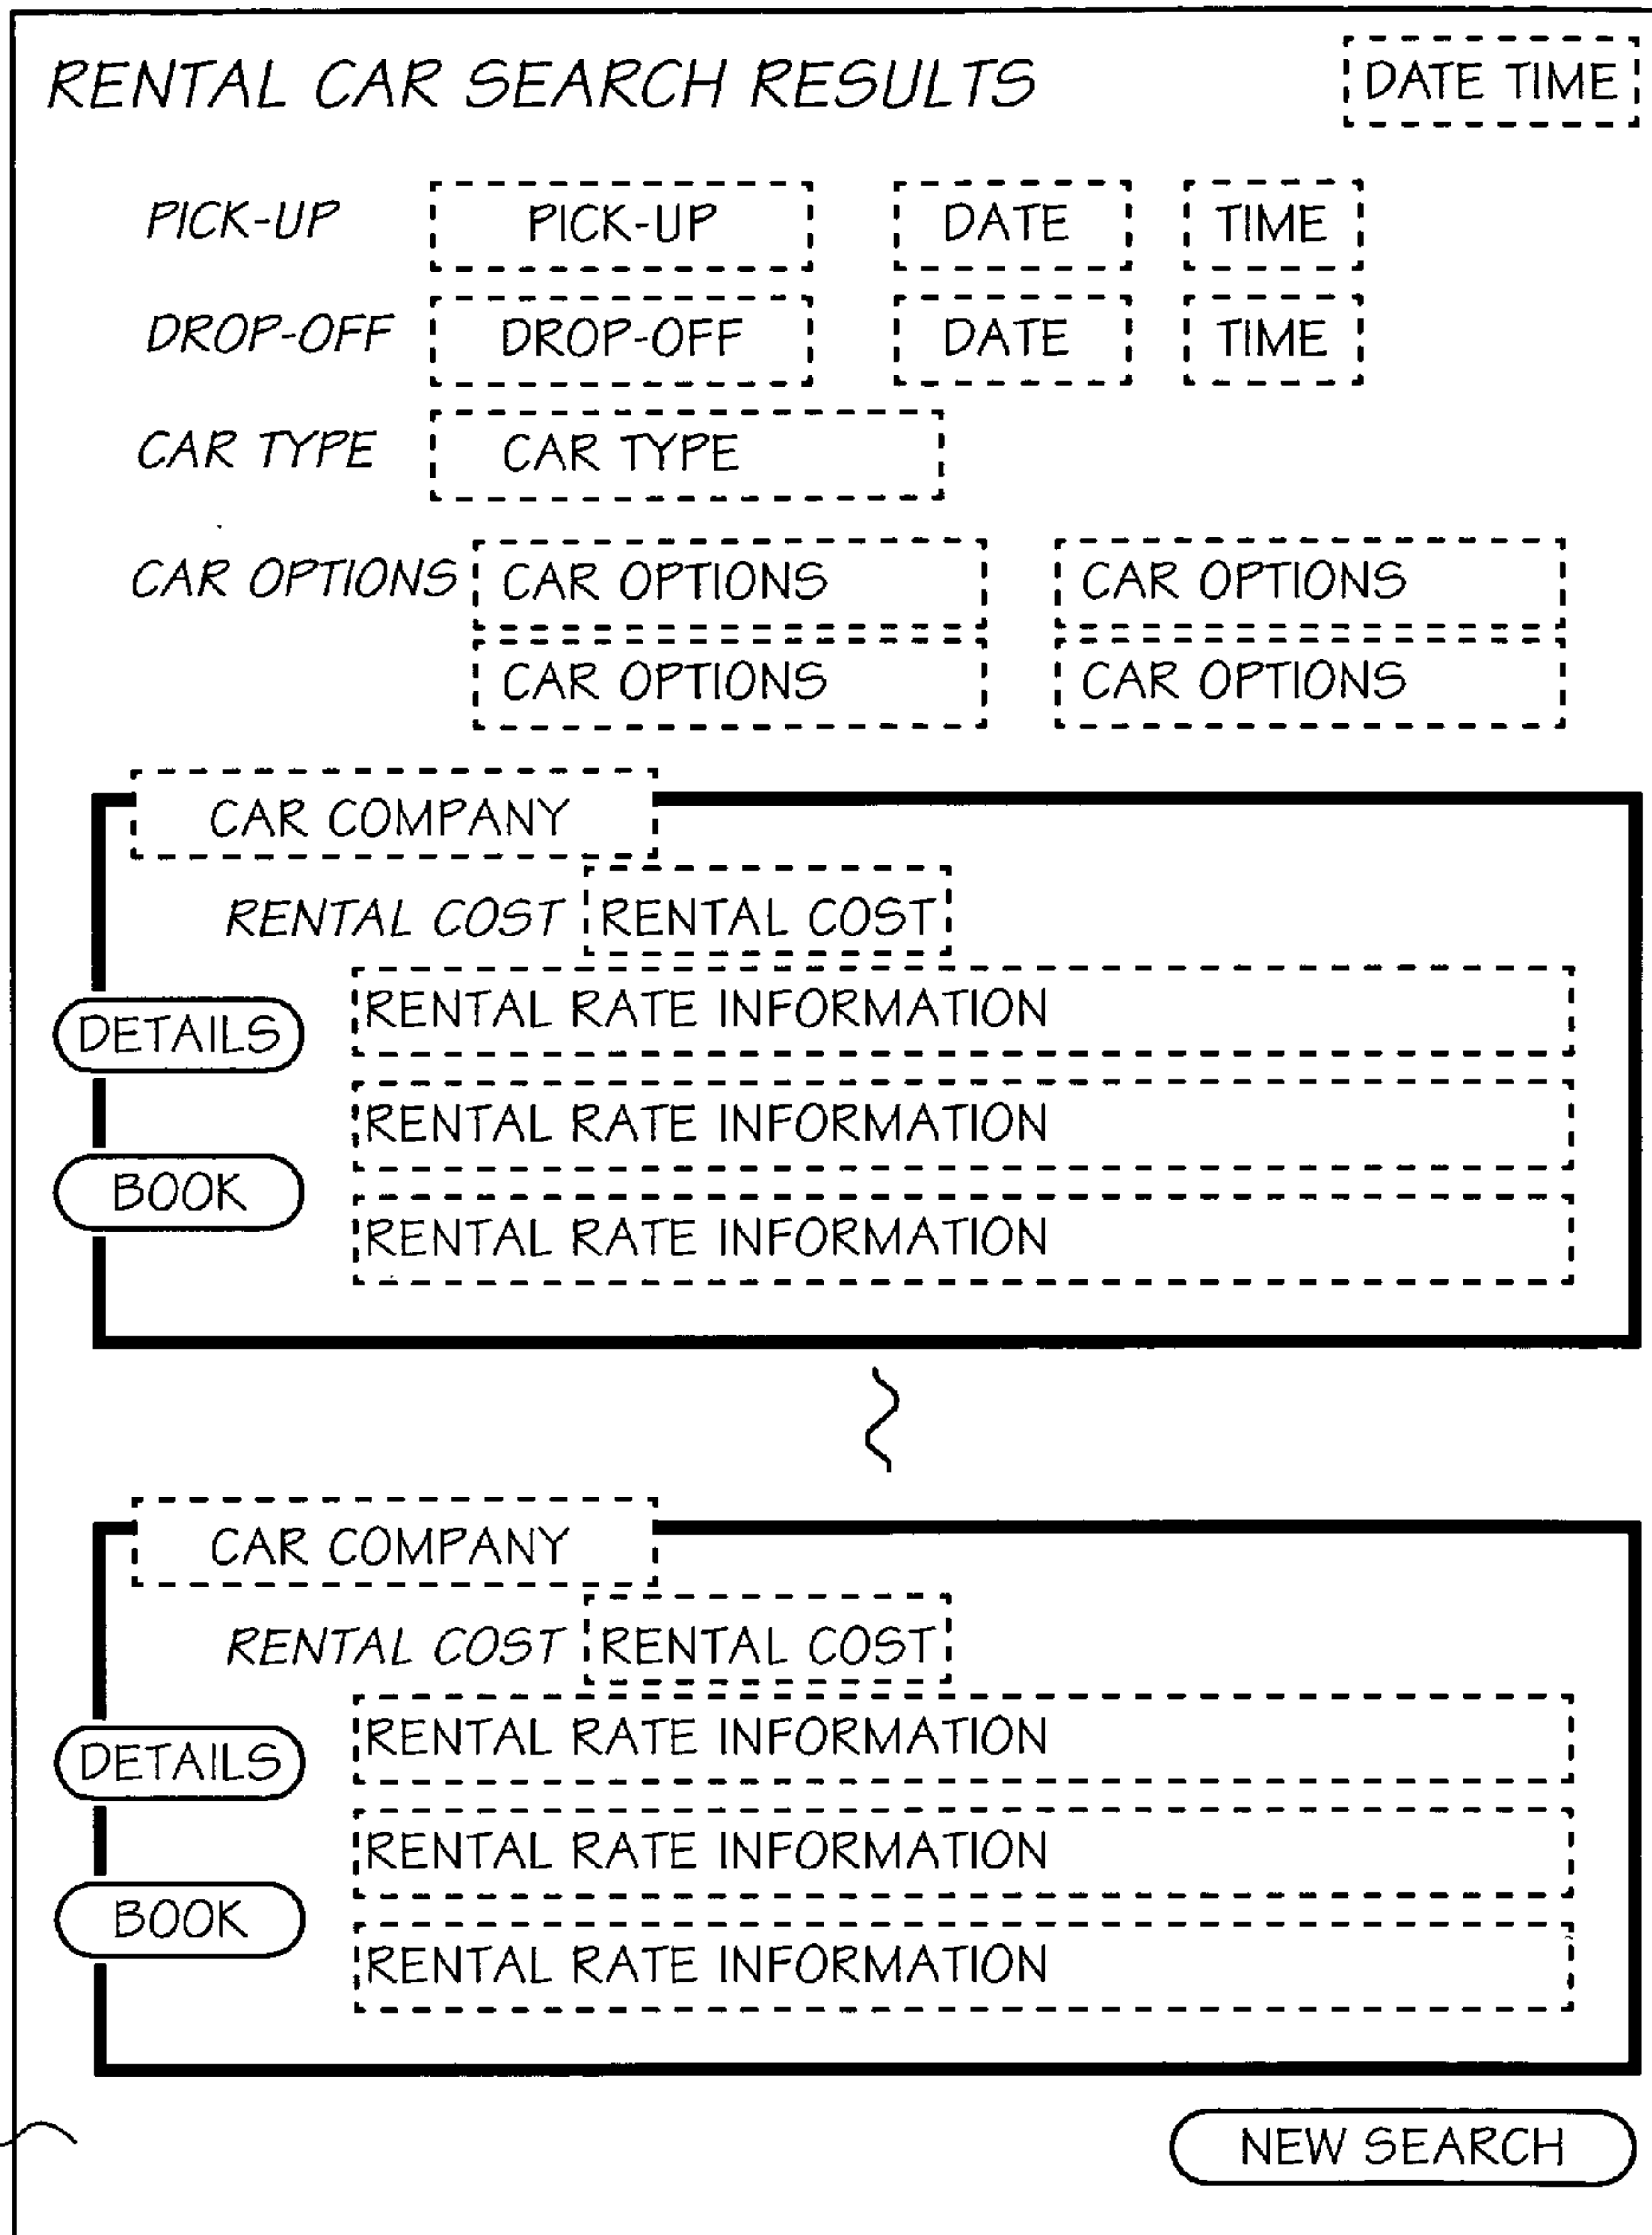 RENTAL CAR SEARCH RESULTS DATE TIME
PICK-UP PICK-UP DATE TIME
DROP-OFF DROP-OFF DATE TIME
CAR TYPE CAR TYPE
CAR OPTIONS CAR OPTIONS CAR OPTIONS
CAR OPTIONS CAR OPTIONS
CAR COMPANY
RENTAL COST RENTAL COST
RENTAL RATE INFORMATION
DETAILS
RENTAL RATE INFORMATION
BOOK
RENTAL RATE INFORMATION
CAR COMPANY
RENTAL COST RENTAL COST
RENTAL RATE INFORMATION
DETAILS
RENTAL RATE INFORMATION
BOOK
RENTAL RATE INFORMATION
NEW SEARCH